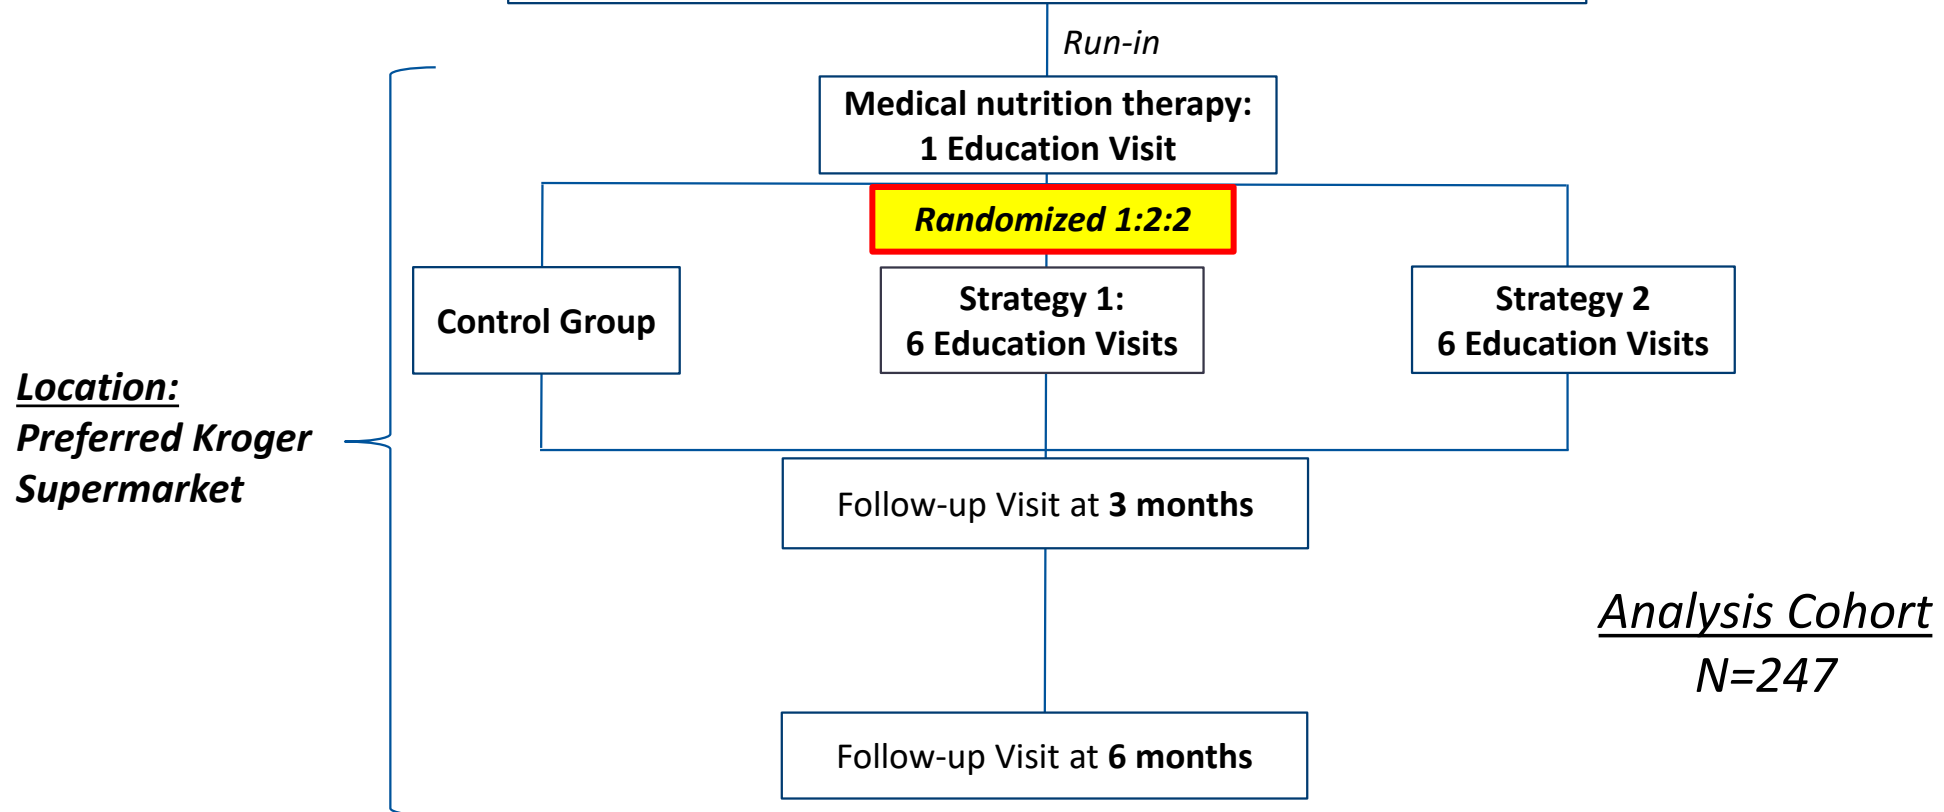 Run-in
Medical nutrition therapy:
1 Education Visit
Randomized 1:2:2
Control Group
Strategy 1:
6 Education Visits
Strategy 2
6 Education Visits
Location:
Preferred Kroger
Supermarket
Follow-up Visit at 3 months
Analysis Cohort
N=247
Follow-up Visit at 6 months